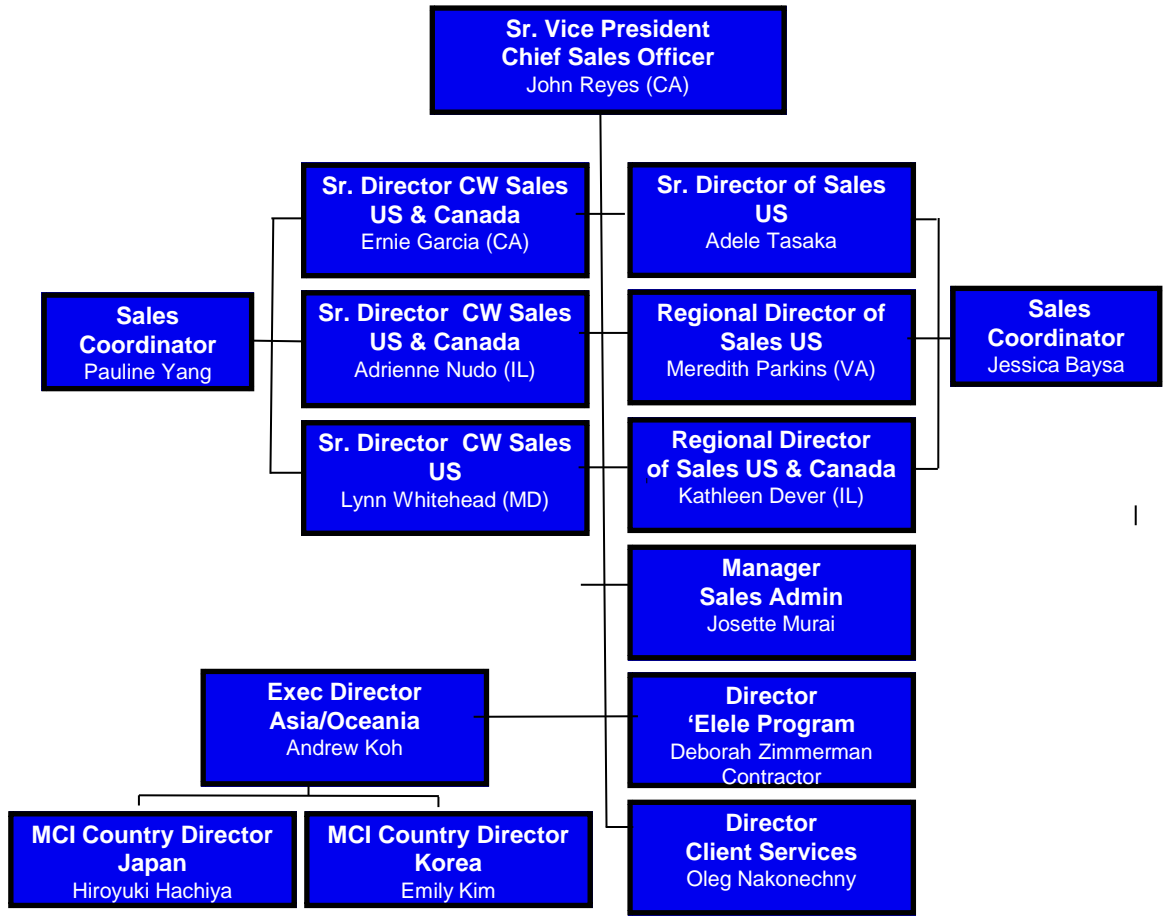 Sr. Vice President
Chief Sales Officer
John Reyes (CA)
Sr. Director CW Sales
US & Canada
Ernie Garcia (CA)
Sr. Director of Sales
US
Adele Tasaka
Sales
Coordinator
Pauline Yang
Sr. Director CW Sales
US & Canada
Adrienne Nudo (IL)
Regional Director of
Sales US
Meredith Parkins (VA)
Sales
Coordinator
Jessica Baysa
Sr. Director CW Sales
US
Lynn Whitehead (MD)
Regional Director
of Sales US & Canada
Kathleen Dever (IL)
Manager
Sales Admin
Josette Murai
Exec Director
Asia/Oceania
Andrew Koh
Director
‘Elele Program
Deborah Zimmerman
Contractor
MCI Country Director
Japan
Hiroyuki Hachiya
MCI Country Director
Korea
Emily Kim
Director
Client Services
Oleg Nakonechny